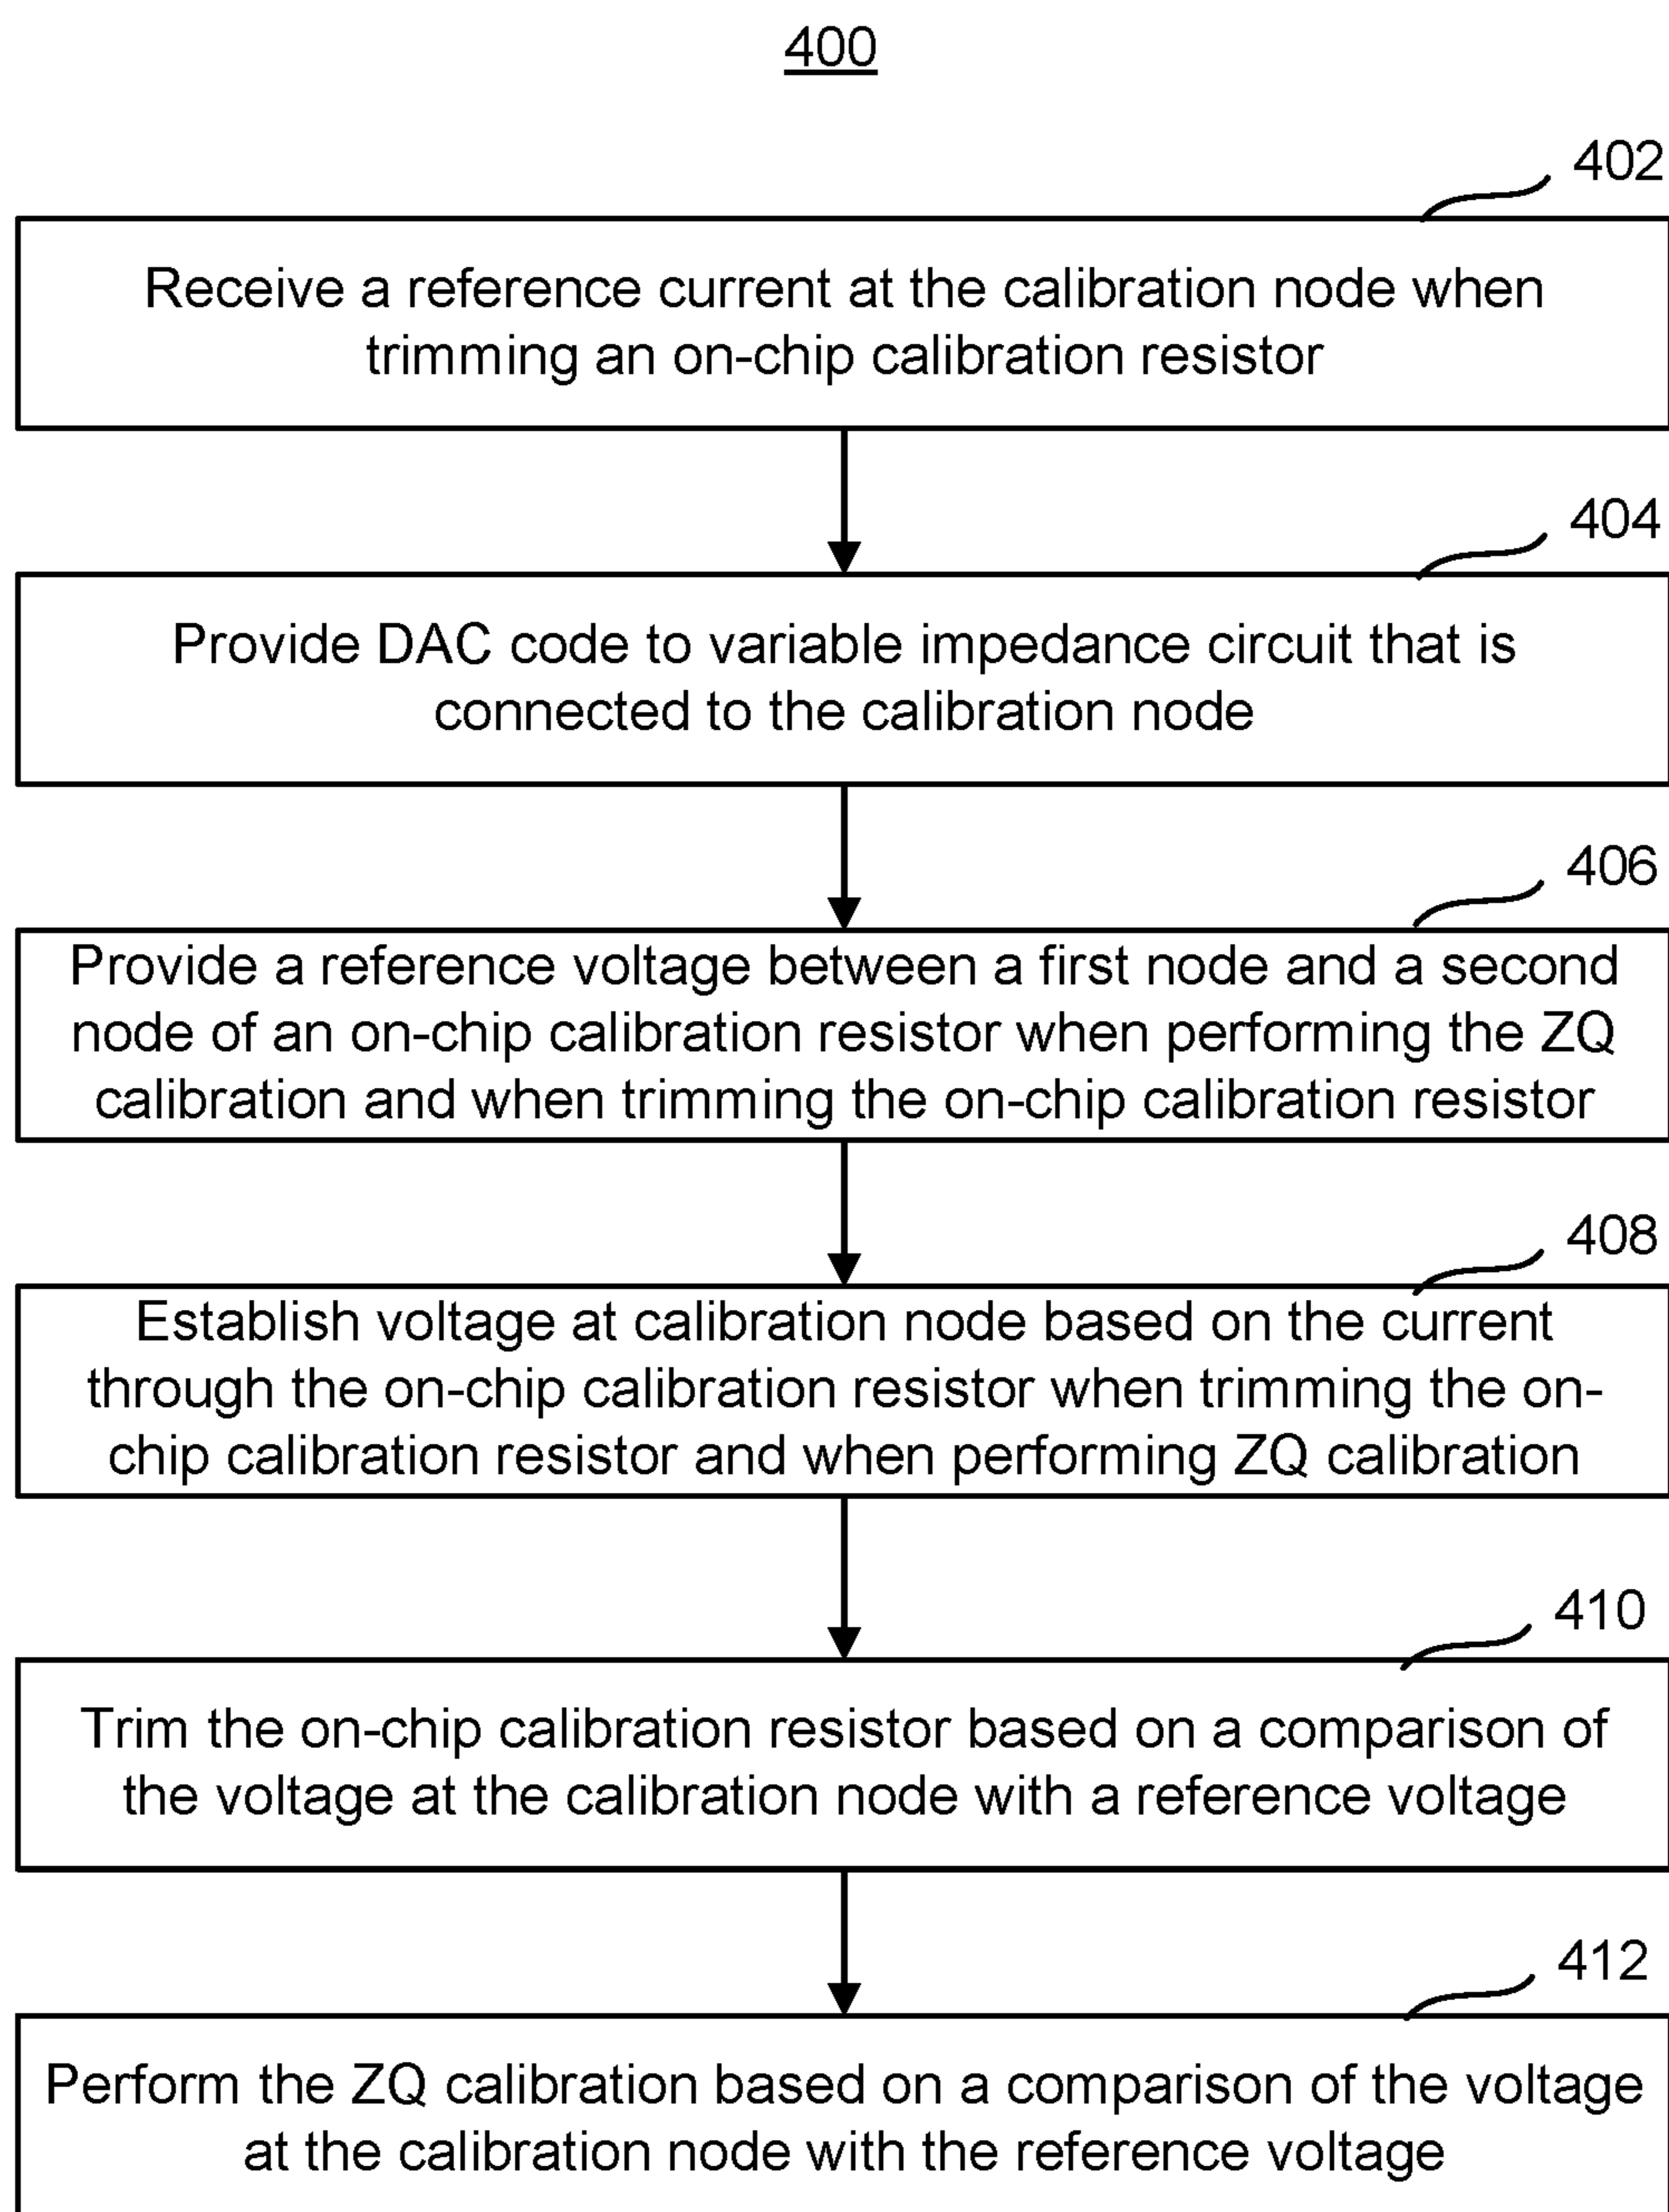 400
402
Receive a reference current at the calibration node when
trimming an on-chip calibration resistor
404
Provide DAC code to variable impedance circuit that is
connected to the calibration node
406
Provide a reference voltage between a first node and a second
node of an on-chip calibration resistor when performing the ZQ
calibration and when trimming the on-chip calibration resistor
408
Establish voltage at calibration node based on the current
through the on-chip calibration resistor when trimming the on-
chip calibration resistor and when performing ZQ calibration
410
Trim the on-chip calibration resistor based on a comparison of
the voltage at the calibration node with a reference voltage
412
Perform the ZQ calibration based on a comparison of the voltage
at the calibration node with the reference voltage